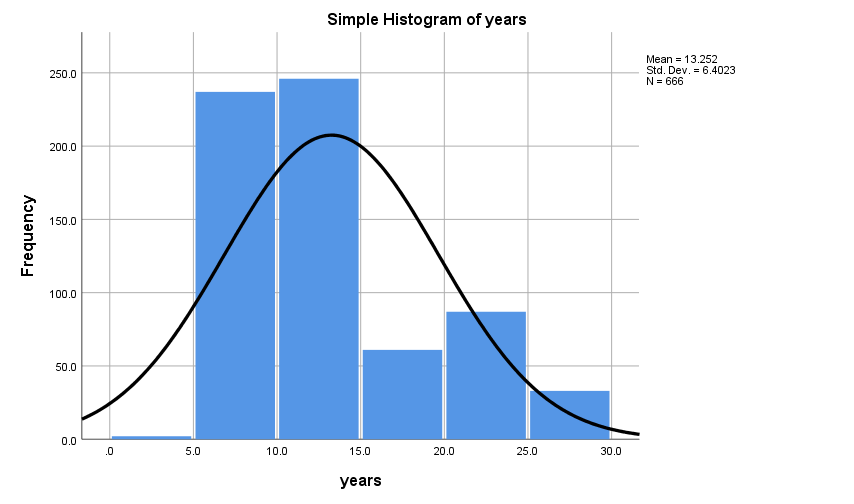 Simple Histogram of years
Mean = 13.252
Std. Dev. = 6.4023
N = 666
Frequency
250.0
200.0
150.0
100.0
50.0
0.0
.0 5.0 10.0 15.0 20.0 25.0 30.0
years